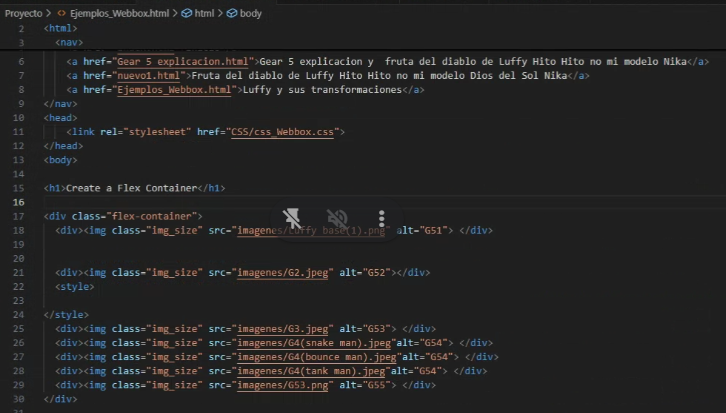 Proyecto > Ejemplos_Webbox.html > html > body
2 <html>
3 <nav>
6 <a href="Gear 5 explicacion.html">Gear 5 explicacion y fruta del diablo de Luffy Hito Hito no mi modelo Nika</a>
7 <a href="nuevo1.html">Fruta del diablo de Luffy Hito Hito no mi modelo Dios del Sol Nika</a>
8 <a href="Ejemplos_Webbox.html">Luffy y sus transformaciones</a>
9 </nav>
10 <head>
11 <link rel="stylesheet" href="CSS/css_Webbox.css">
12 </head>
13 <body>
14
15 <h1>Create a Flex Container</h1>
16
17 <div class="flex-container">
18 <div><img class="img_size" src="imagenes/Luffy base(1).png" alt="G51"> </div>
19
20
21 <div><img class="img_size" src="imagenes/G2.jpeg" alt="G52"></div>
22 <style>
23
24 </style>
25 <div><img class="img_size" src="imagenes/G3.jpeg" alt="G53"> </div>
26 <div><img class="img_size" src="imagenes/G4(snake man).jpeg"alt="G54"> </div>
27 <div><img class="img_size" src="imagenes/G4(bounce man).jpeg"alt="G54"> </div>
28 <div><img class="img_size" src="imagenes/G4(tank man).jpeg"alt="G54"> </div>
29 <div><img class="img_size" src="imagenes/G53.png" alt="G55"> </div>
30 </div>